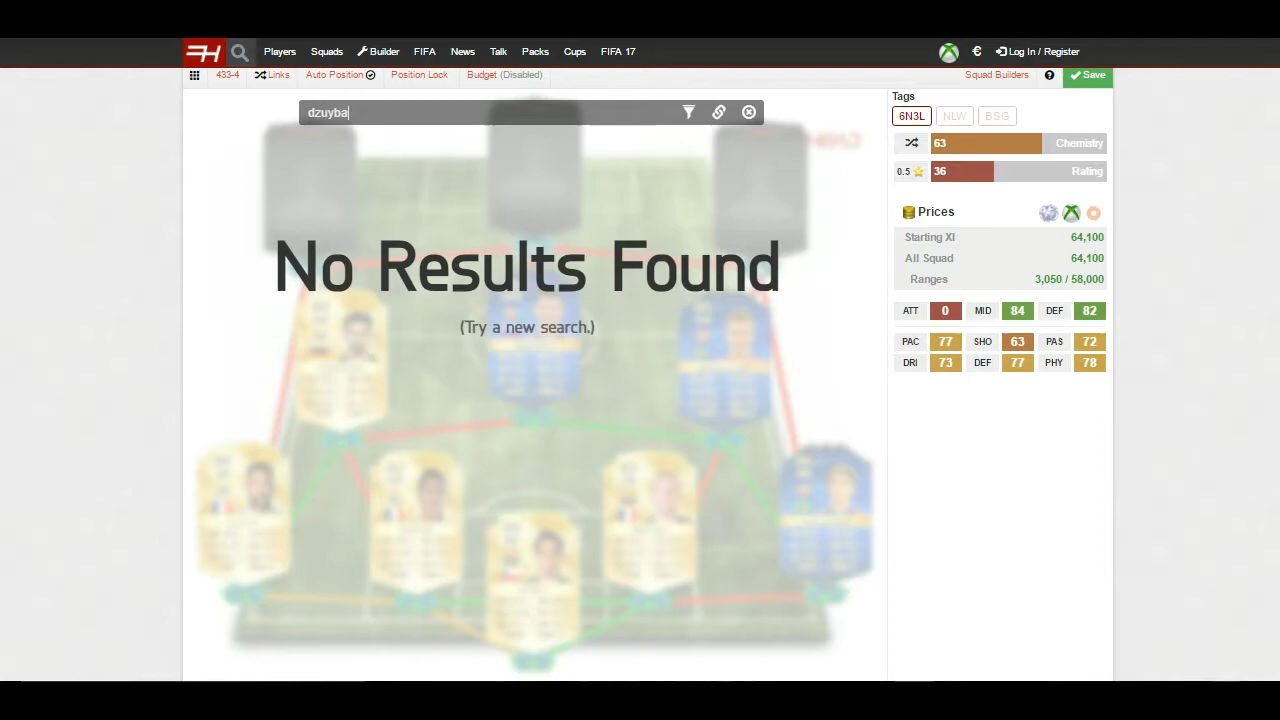 Players Squads Builder FIFA News Talk Packs Cups FIFA 17 € Log In / Register
433-4 Links Auto Position Position Lock Budget (Disabled) Squad Builders Save
dzuyba
No Results Found
(Try a new search.)
Tags
6N3L NLW BSG
63 Chemistry
0.5 36 Rating
Prices
Starting XI 64,100
All Squad 64,100
Ranges 3,050 / 58,000
ATT 0 MID 84 DEF 82
PAC 77 SHO 63 PAS 72
DRI 73 DEF 77 PHY 78